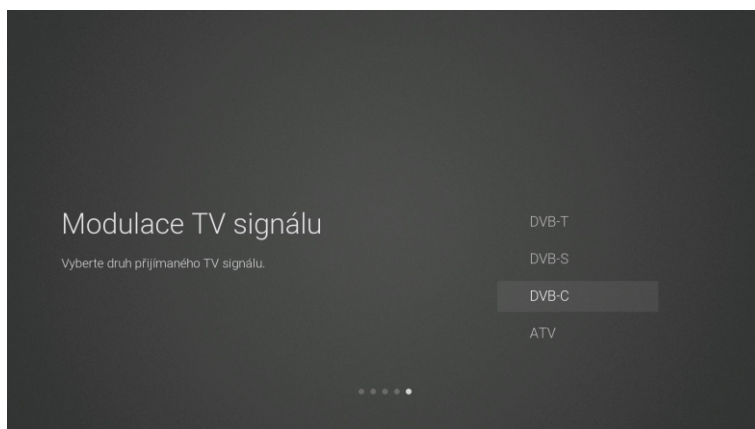 Modulace TV signálu
Vyberte druh přijímaného TV signálu.
DVB-T
DVB-S
DVB-C
ATV